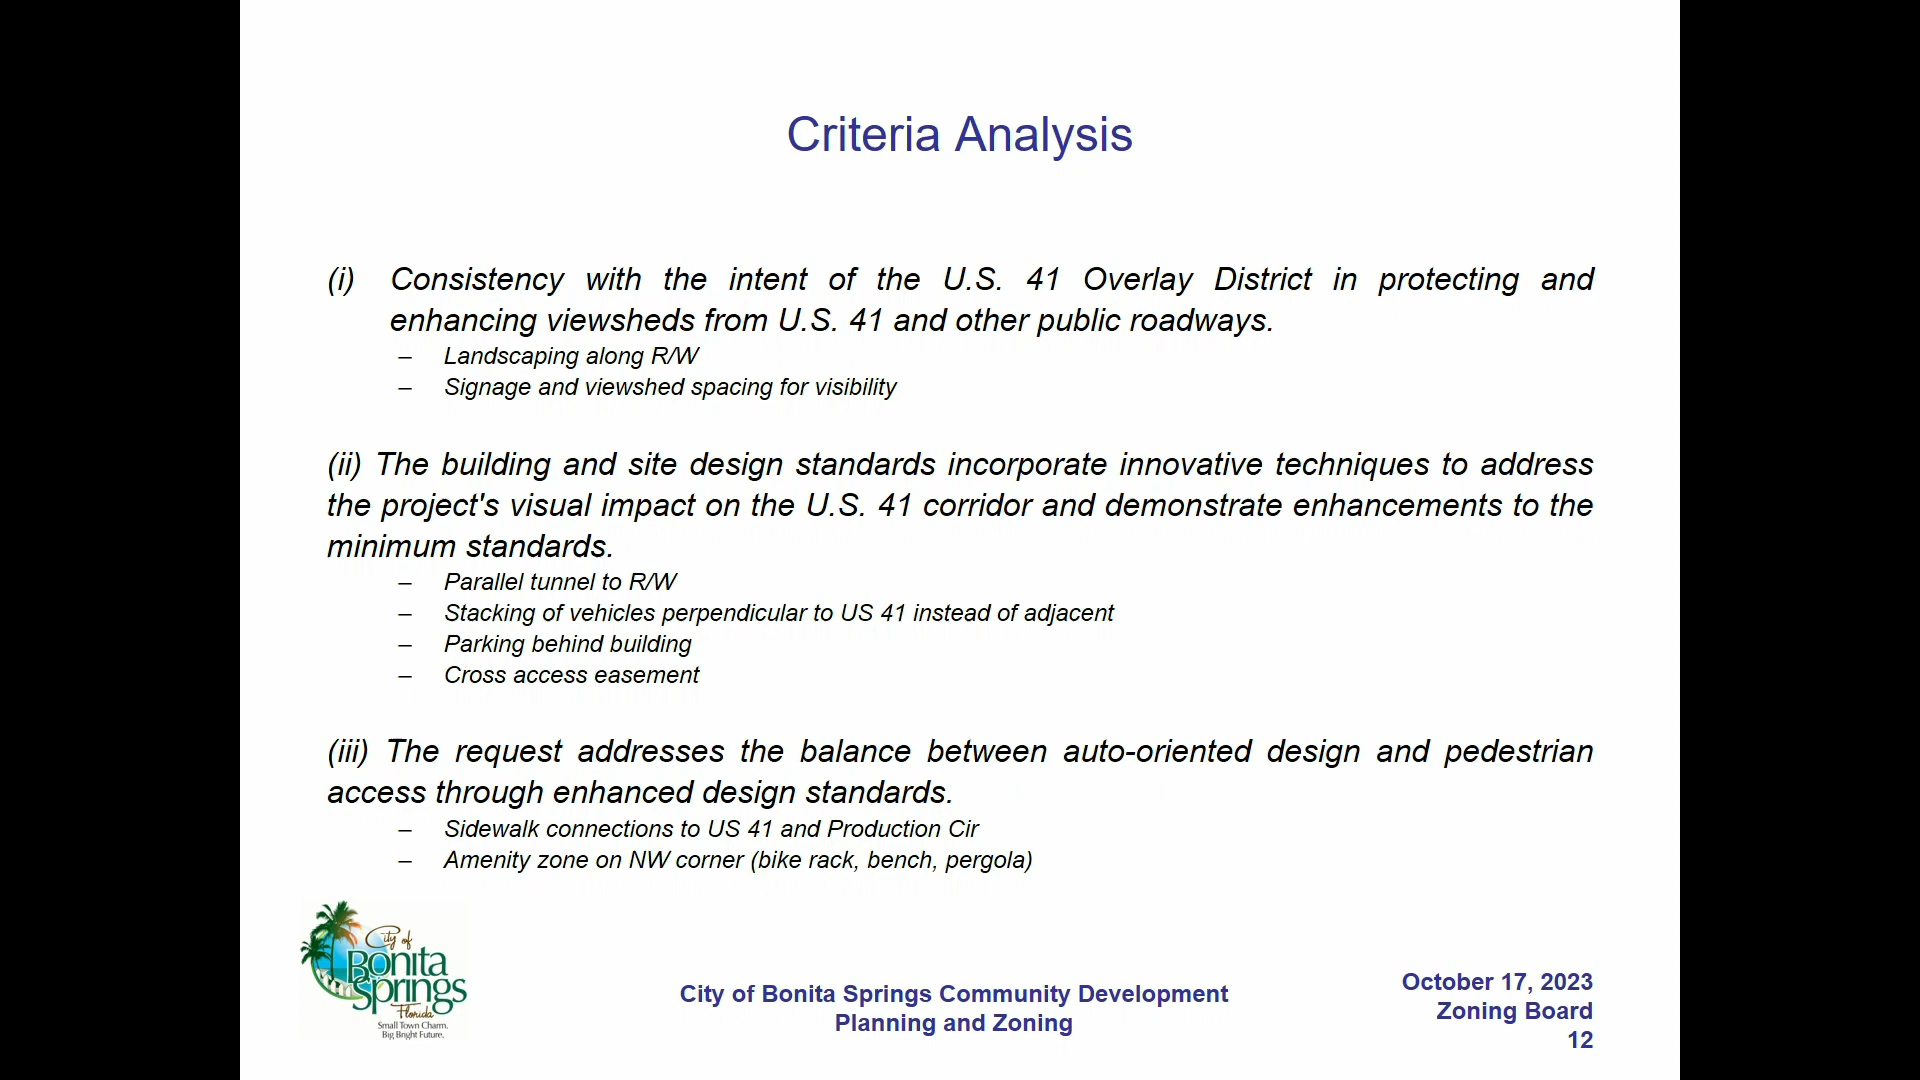 Criteria Analysis
(i) Consistency with the intent of the U.S. 41 Overlay District in protecting and
enhancing viewsheds from U.S. 41 and other public roadways.
– Landscaping along R/W
– Signage and viewshed spacing for visibility
(ii) The building and site design standards incorporate innovative techniques to address
the project's visual impact on the U.S. 41 corridor and demonstrate enhancements to the
minimum standards.
– Parallel tunnel to R/W
– Stacking of vehicles perpendicular to US 41 instead of adjacent
– Parking behind building
– Cross access easement
(iii) The request addresses the balance between auto-oriented design and pedestrian
access through enhanced design standards.
– Sidewalk connections to US 41 and Production Cir
– Amenity zone on NW corner (bike rack, bench, pergola)
City of
Bonita
Springs
Florida
Small Town Charm.
Big Bright Future.
City of Bonita Springs Community Development
Planning and Zoning
October 17, 2023
Zoning Board
12